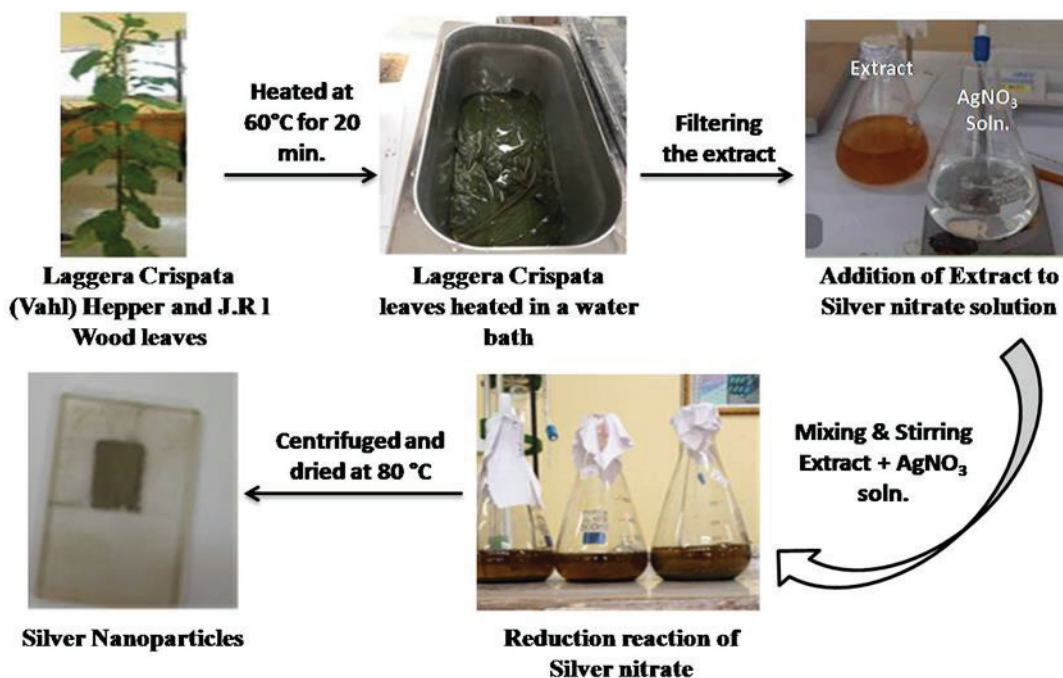 Heated at
60°C for 20
min.
Filtering
the extract
Extract
AgNO₃
Soln.
Laggera Crispata
(Vahl) Hepper and J.R l
Wood leaves
Laggera Crispata
leaves heated in a water
bath
Addition of Extract to
Silver nitrate solution
Mixing & Stirring
Extract + AgNO₃
soln.
Centrifuged and
dried at 80 °C
Silver Nanoparticles
Reduction reaction of
Silver nitrate